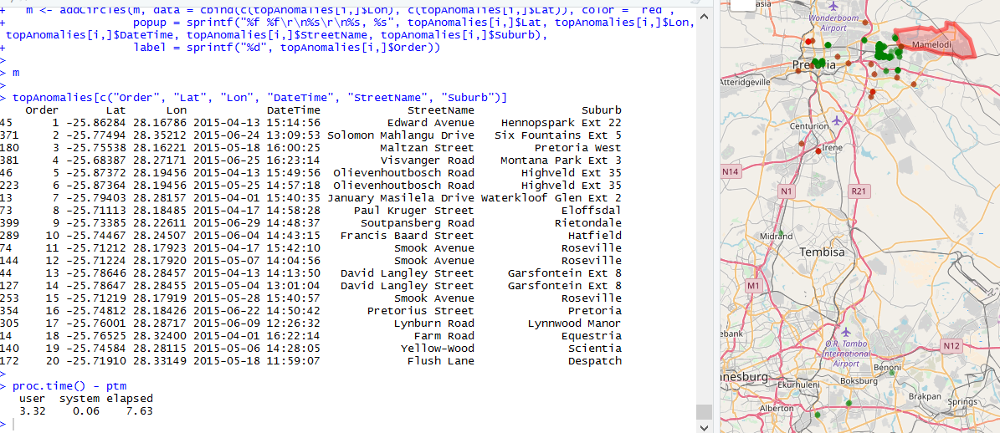 m <- addCircles(m, data = cbind(c(topAnomalies[i,]$Lon), c(topAnomalies[i,]$Lat)), color = "red",
+ popup = sprintf("%f %f\r\n%s\r\n%s, %s", topAnomalies[i,]$Lat, topAnomalies[i,]$Lon,
topAnomalies[i,]$DateTime, topAnomalies[i,]$StreetName, topAnomalies[i,]$Suburb),
+ label = sprintf("%d", topAnomalies[i,]$Order))
>
> m
>
> topAnomalies[c("Order", "Lat", "Lon", "DateTime", "StreetName", "Suburb")]
Order Lat Lon DateTime StreetName Suburb
45 1 -25.86284 28.16786 2015-04-13 15:14:56 Edward Avenue Hennopspark Ext 22
371 2 -25.77494 28.35212 2015-06-24 13:09:53 Solomon Mahlangu Drive Six Fountains Ext 5
180 3 -25.75538 28.16221 2015-05-18 16:00:25 Maltzan Street Pretoria West
381 4 -25.68387 28.27171 2015-06-25 16:23:14 Visvanger Road Montana Park Ext 3
46 5 -25.87372 28.19456 2015-04-13 15:49:56 Olievenhoutbosch Road Highveld Ext 35
223 6 -25.87364 28.19456 2015-05-25 14:57:18 Olievenhoutbosch Road Highveld Ext 35
13 7 -25.79403 28.28157 2015-04-01 15:40:35 January Masilela Drive Waterkloof Glen Ext 2
73 8 -25.71113 28.18485 2015-04-17 14:58:28 Paul Kruger Street Eloffsdal
399 9 -25.73385 28.22611 2015-06-29 14:48:37 Soutpansberg Road Rietondale
289 10 -25.74467 28.24507 2015-06-04 14:43:15 Francis Baard Street Hatfield
74 11 -25.71212 28.17923 2015-04-17 15:42:10 Smook Avenue Roseville
144 12 -25.71224 28.17920 2015-05-07 14:04:56 Smook Avenue Roseville
44 13 -25.78646 28.28457 2015-04-13 14:13:50 David Langley Street Garsfontein Ext 8
127 14 -25.78647 28.28455 2015-05-04 13:01:04 David Langley Street Garsfontein Ext 8
253 15 -25.71219 28.17919 2015-05-28 15:40:57 Smook Avenue Roseville
354 16 -25.74812 28.18426 2015-06-22 14:50:42 Pretorius Street Pretoria
305 17 -25.76001 28.28717 2015-06-09 12:26:32 Lynburn Road Lynnwood Manor
14 18 -25.76525 28.32400 2015-04-01 16:22:14 Farm Road Equestria
140 19 -25.74584 28.28115 2015-05-06 14:28:05 Yellow-Wood Scientia
172 20 -25.71910 28.33149 2015-05-18 11:59:07 Flush Lane Despatch
>
> proc.time() - ptm
user system elapsed
3.32 0.06 7.63
>
Wonderboom
Airport
Mamelodi
Pretoria
Atteridgeville
Centurion
Irene
N14
N1
R21
Midrand
Tembisa
M1
O.R. Tambo
International
Airport
N12
Benoni
Boksburg
Ekurhuleni
Brakpan
Springs
Alberton